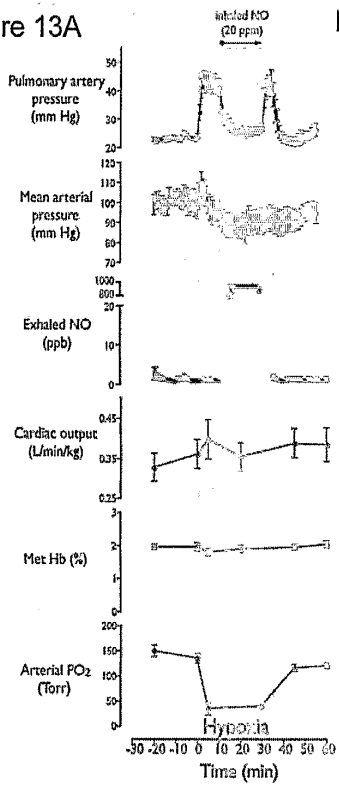 re 13A
Inhaled NO
(20 ppm)
50
40
30
20
Pulmonary artery
pressure
(mm Hg)
120
110
100
90
80
70
Mean arterial
pressure
(mm Hg)
1000
800
20
10
0
Exhaled NO
(ppb)
0.45
0.35
0.25
Cardiac output
(L/min/kg)
3
2
1
0
Met Hb (%)
200
150
100
50
0
Arterial PO2
(Torr)
Hypoxia
-30 -20 -10 0 10 20 30 40 50 60
Time (min)